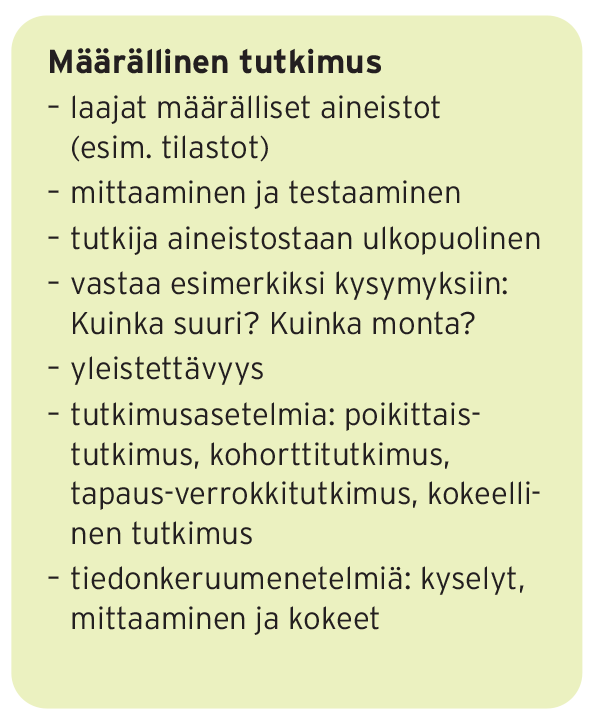 Määrällinen tutkimus
– laajat määrälliset aineistot
(esim. tilastot)
– mittaaminen ja testaaminen
– tutkija aineistostaan ulkopuolinen
– vastaa esimerkiksi kysymyksiin:
Kuinka suuri? Kuinka monta?
– yleistettävyys
– tutkimusasetelmia: poikittais-
tutkimus, kohorttitutkimus,
tapaus-verrokkitutkimus, kokeelli-
nen tutkimus
– tiedonkeruumenetelmiä: kyselyt,
mittaaminen ja kokeet